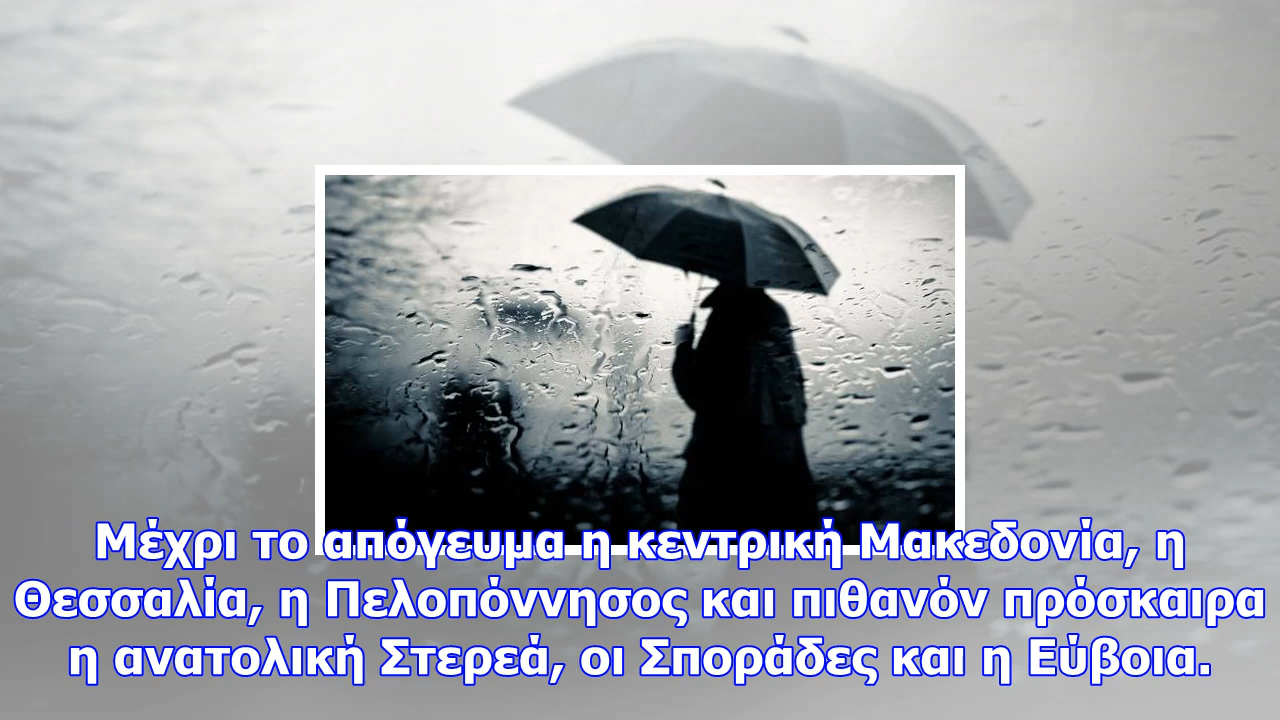 Μέχρι το απόγευμα η κεντρική Μακεδονία, η
Θεσσαλία, η Πελοπόννησος και πιθανόν πρόσκαιρα
η ανατολική Στερεά, οι Σποράδες και η Εύβοια.